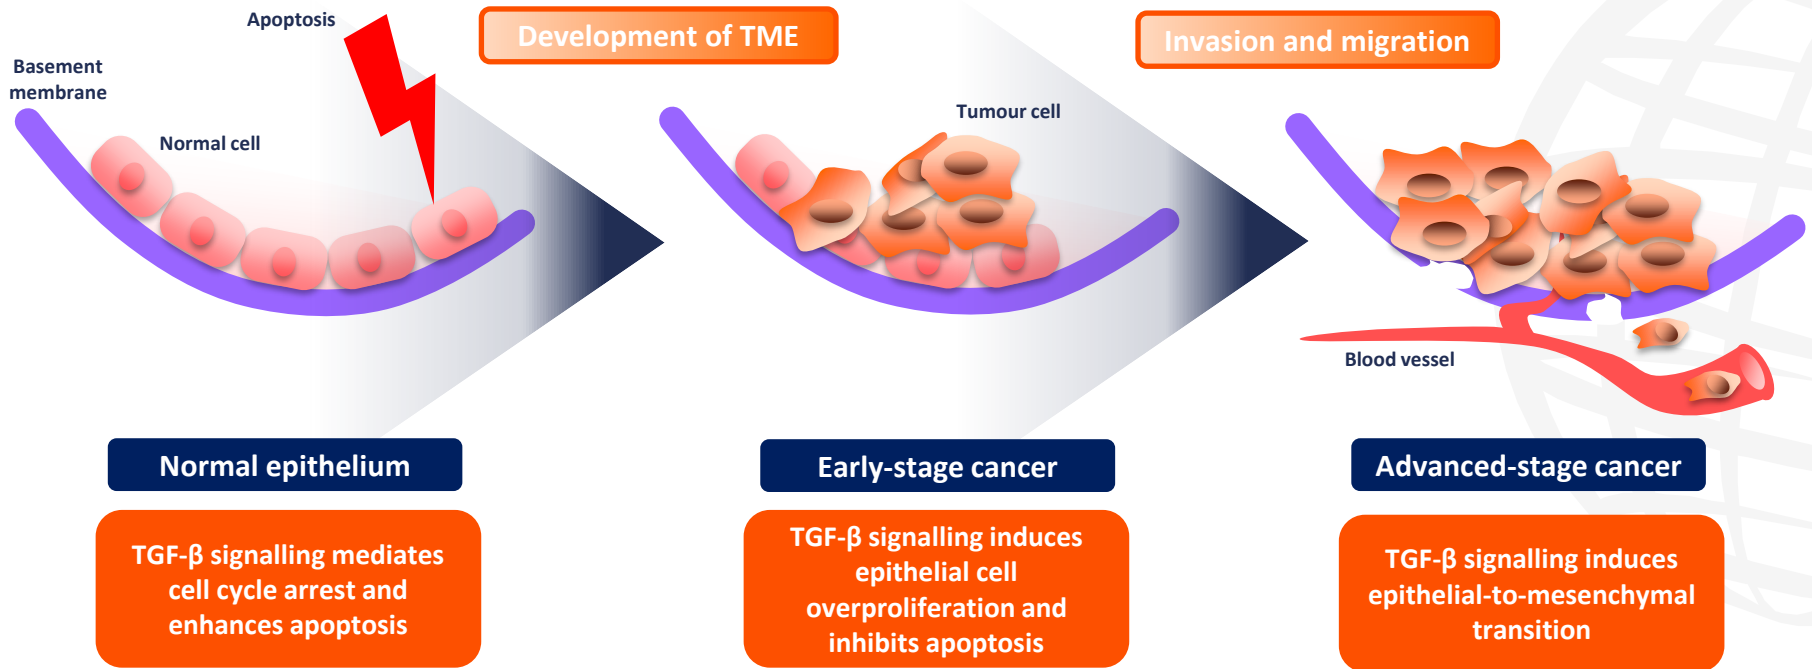 Apoptosis
Development of TME
Invasion and migration
Basement
membrane
Normal cell
Tumour cell
Blood vessel
Normal epithelium
Early-stage cancer
Advanced-stage cancer
TGF-β signalling mediates
cell cycle arrest and
enhances apoptosis
TGF-β signalling induces
epithelial cell
overproliferation and
inhibits apoptosis
TGF-β signalling induces
epithelial-to-mesenchymal
transition